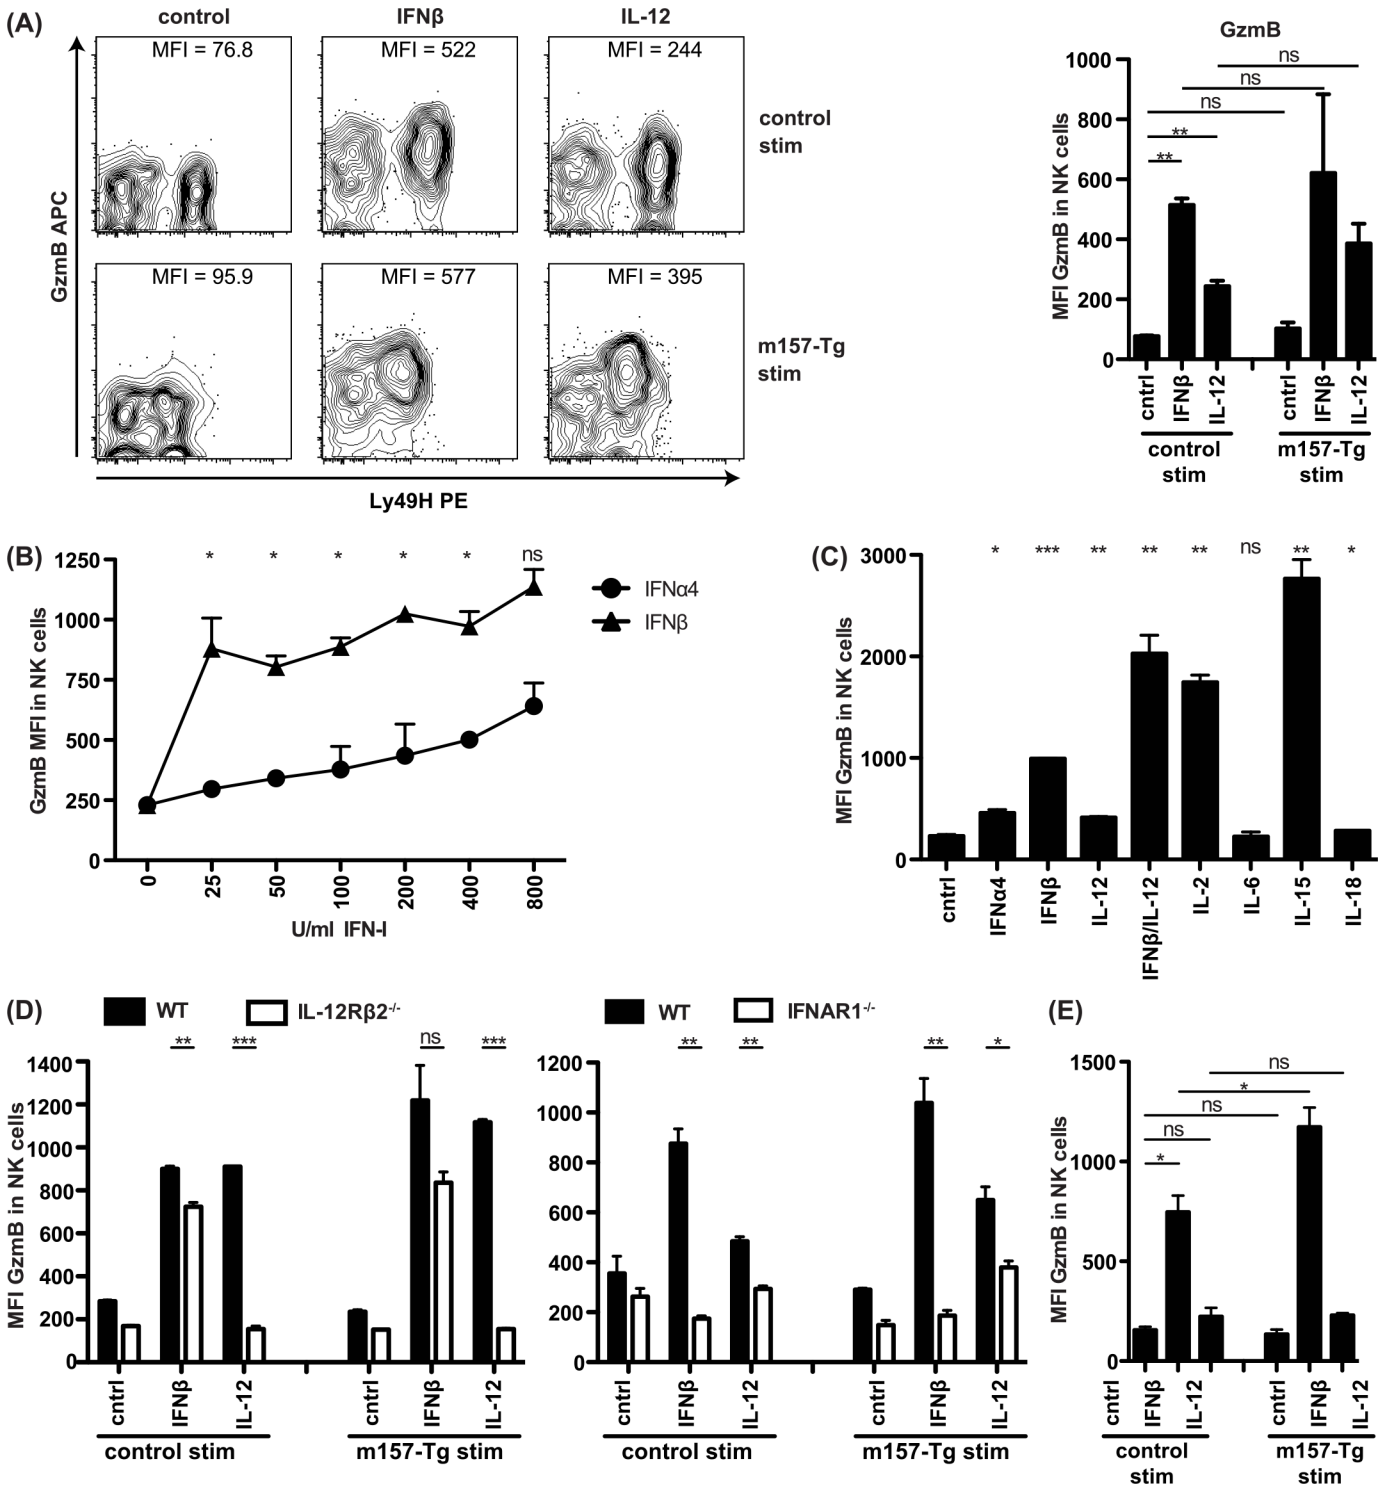 (A)
control IFNβ IL-12
MFI = 76.8 MFI = 522 MFI = 244
control
stim
MFI = 95.9 MFI = 577 MFI = 395
m157-Tg
stim
GzmB APC
Ly49H PE
GzmB
ns
ns
ns
**
**
MFI GzmB in NK cells
1000
800
600
400
200
0
cntrl IFNβ IL-12 cntrl IFNβ IL-12
control
stim
m157-Tg
stim
(B)
* * * * * ns
GzmB MFI in NK cells
1250
1000
750
500
250
0
0 25 50 100 200 400 800
U/ml IFN-I
IFNα4
IFNβ
(C)
* *** ** ** ** ns ** *
MFI GzmB in NK cells
3000
2000
1000
0
cntrl IFNα4 IFNβ IL-12 IFNβ/IL-12 IL-2 IL-6 IL-15 IL-18
(D)
WT IL-12Rβ2-/-
** *** ns ***
MFI GzmB in NK cells
1400
1200
1000
800
600
400
200
0
cntrl IFNβ IL-12 cntrl IFNβ IL-12
control stim m157-Tg stim
WT IFNAR1-/-
** ** ** *
1200
1000
800
600
400
200
0
cntrl IFNβ IL-12 cntrl IFNβ IL-12
control stim m157-Tg stim
(E)
ns
*
ns
ns
*
MFI GzmB in NK cells
1500
1000
500
0
cntrl IFNβ IL-12 cntrl IFNβ IL-12
control
stim
m157-Tg
stim